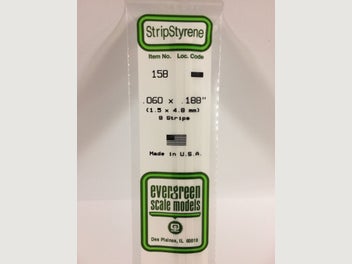 StripStyrene
Item No. Loc. Code
158
.060 x .188"
(1.5 x 4.8 mm)
8 Strips
Made in U.S.A.
evergreen
scale models
Des Plaines, IL 60018